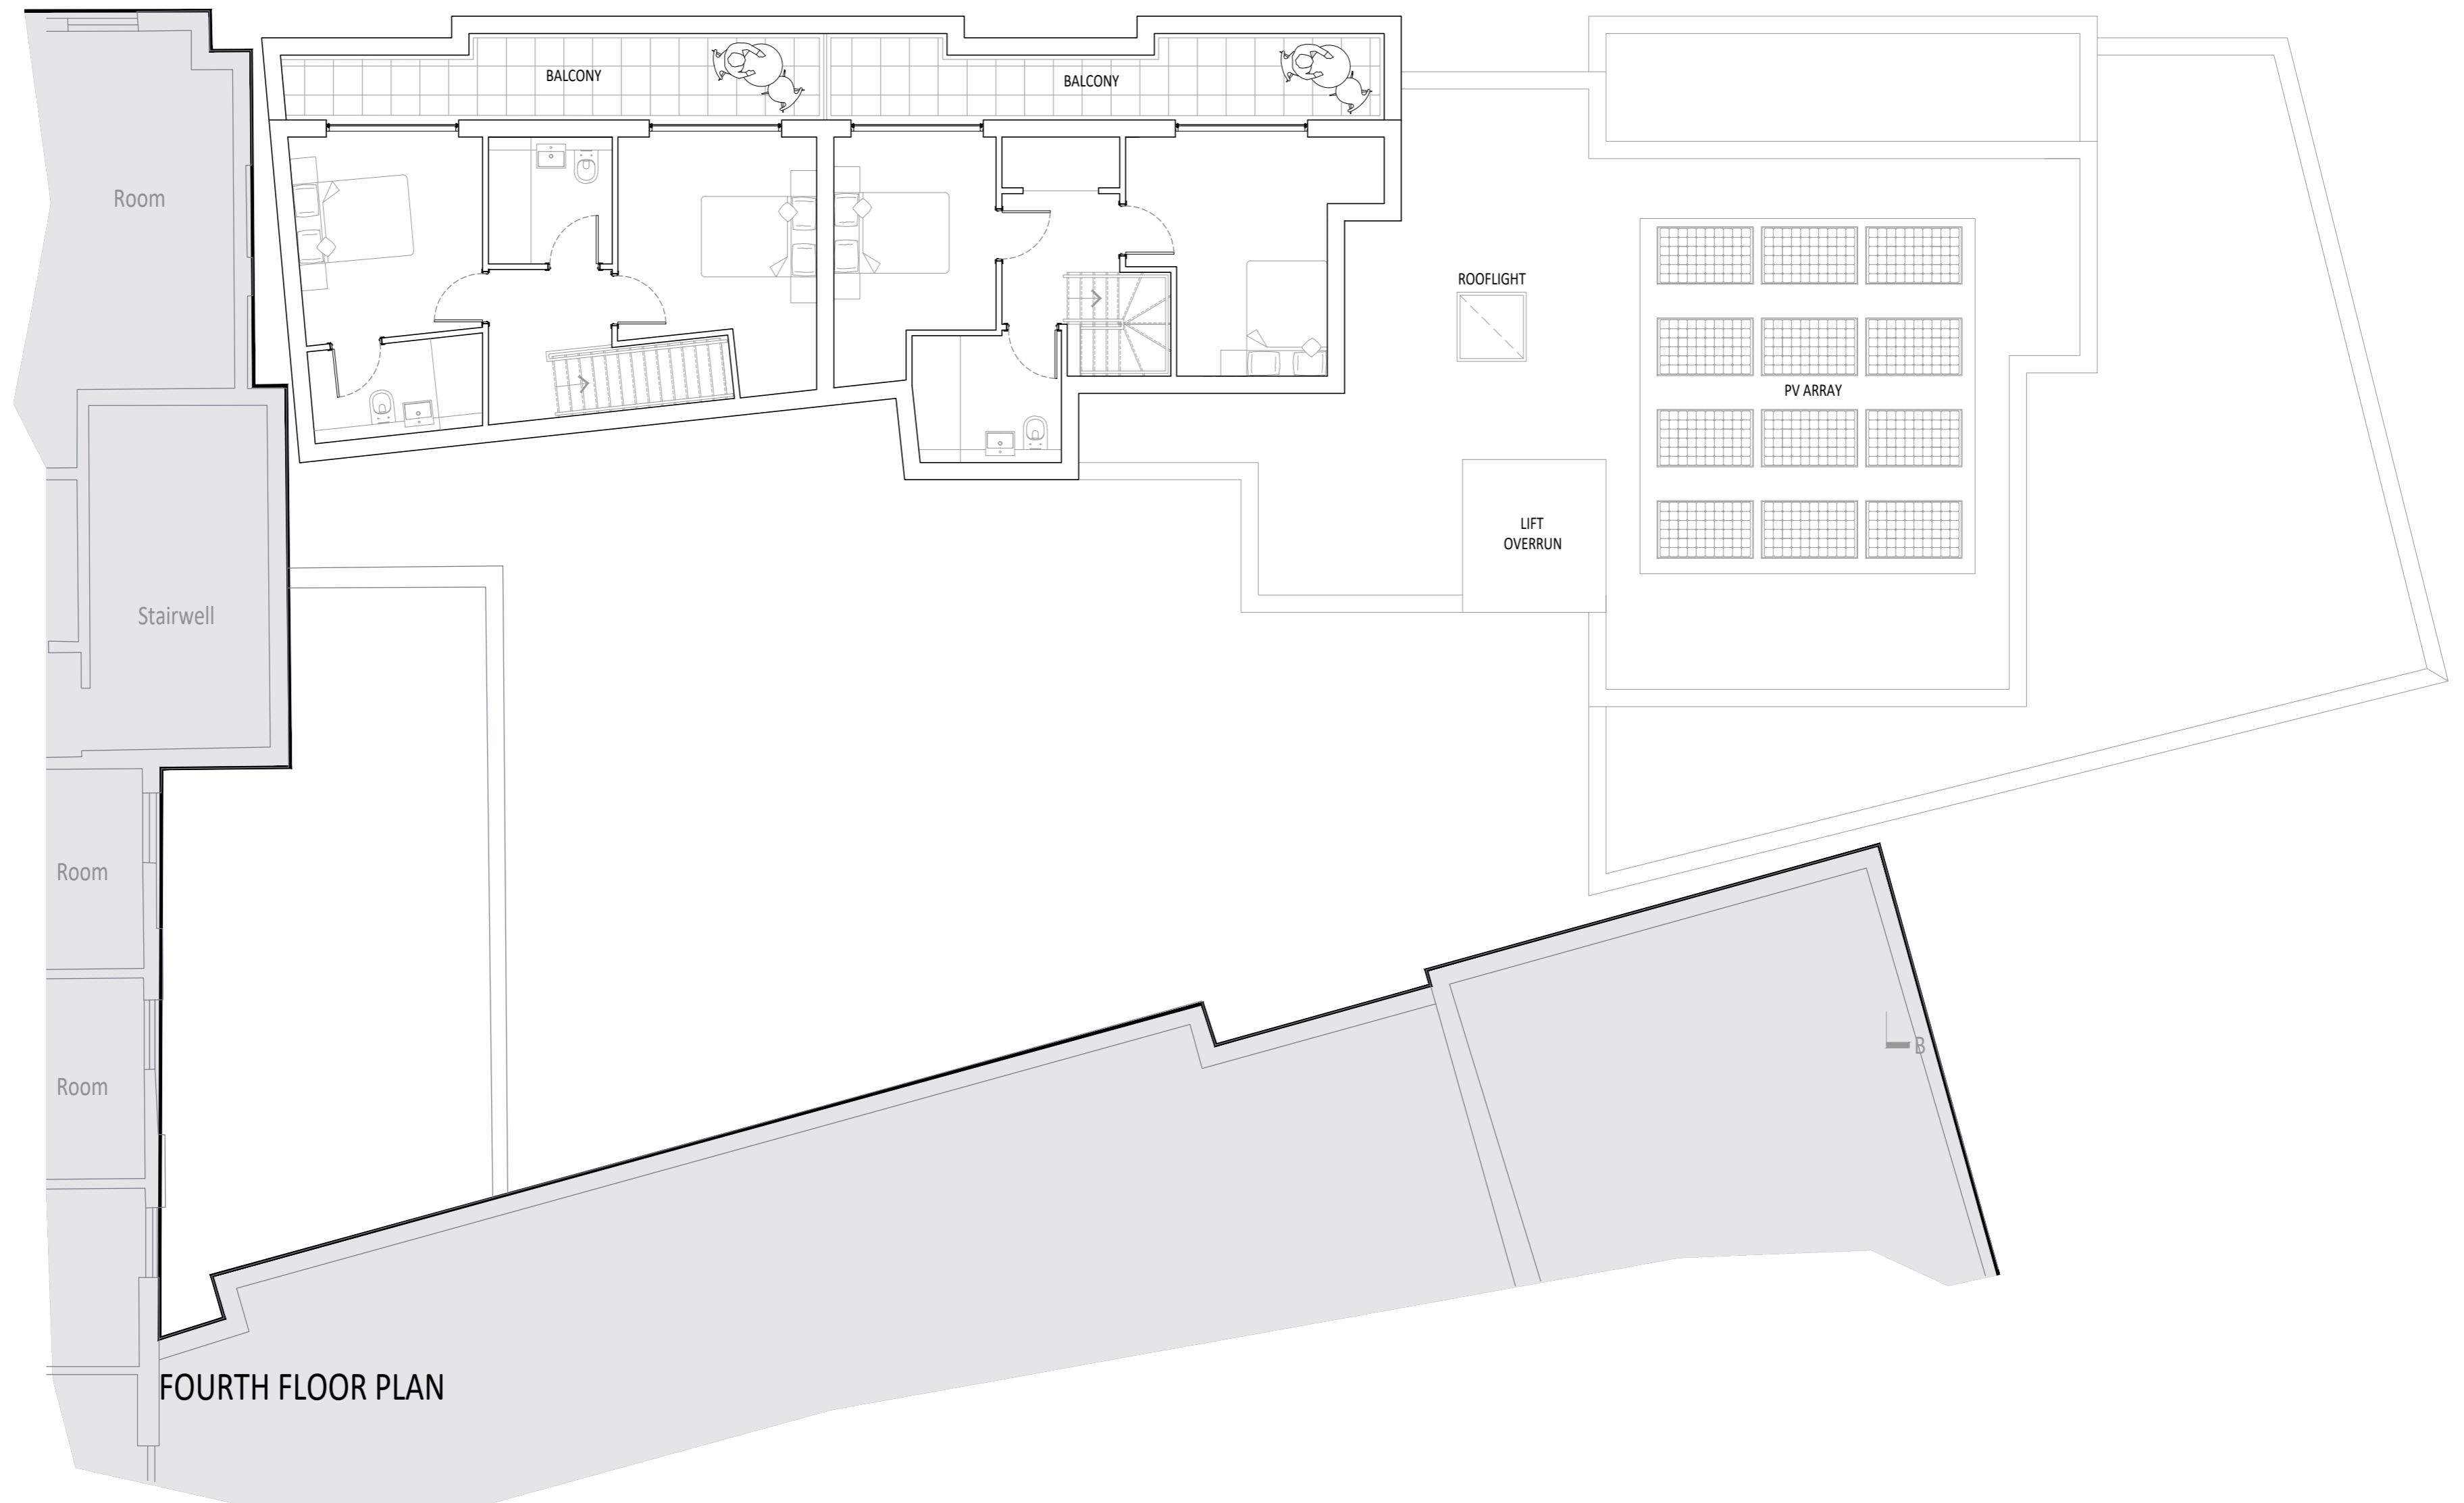 BALCONY
BALCONY
Room
ROOFLIGHT
PV ARRAY
LIFT
OVERRUN
Stairwell
Room
B
Room
FOURTH FLOOR PLAN